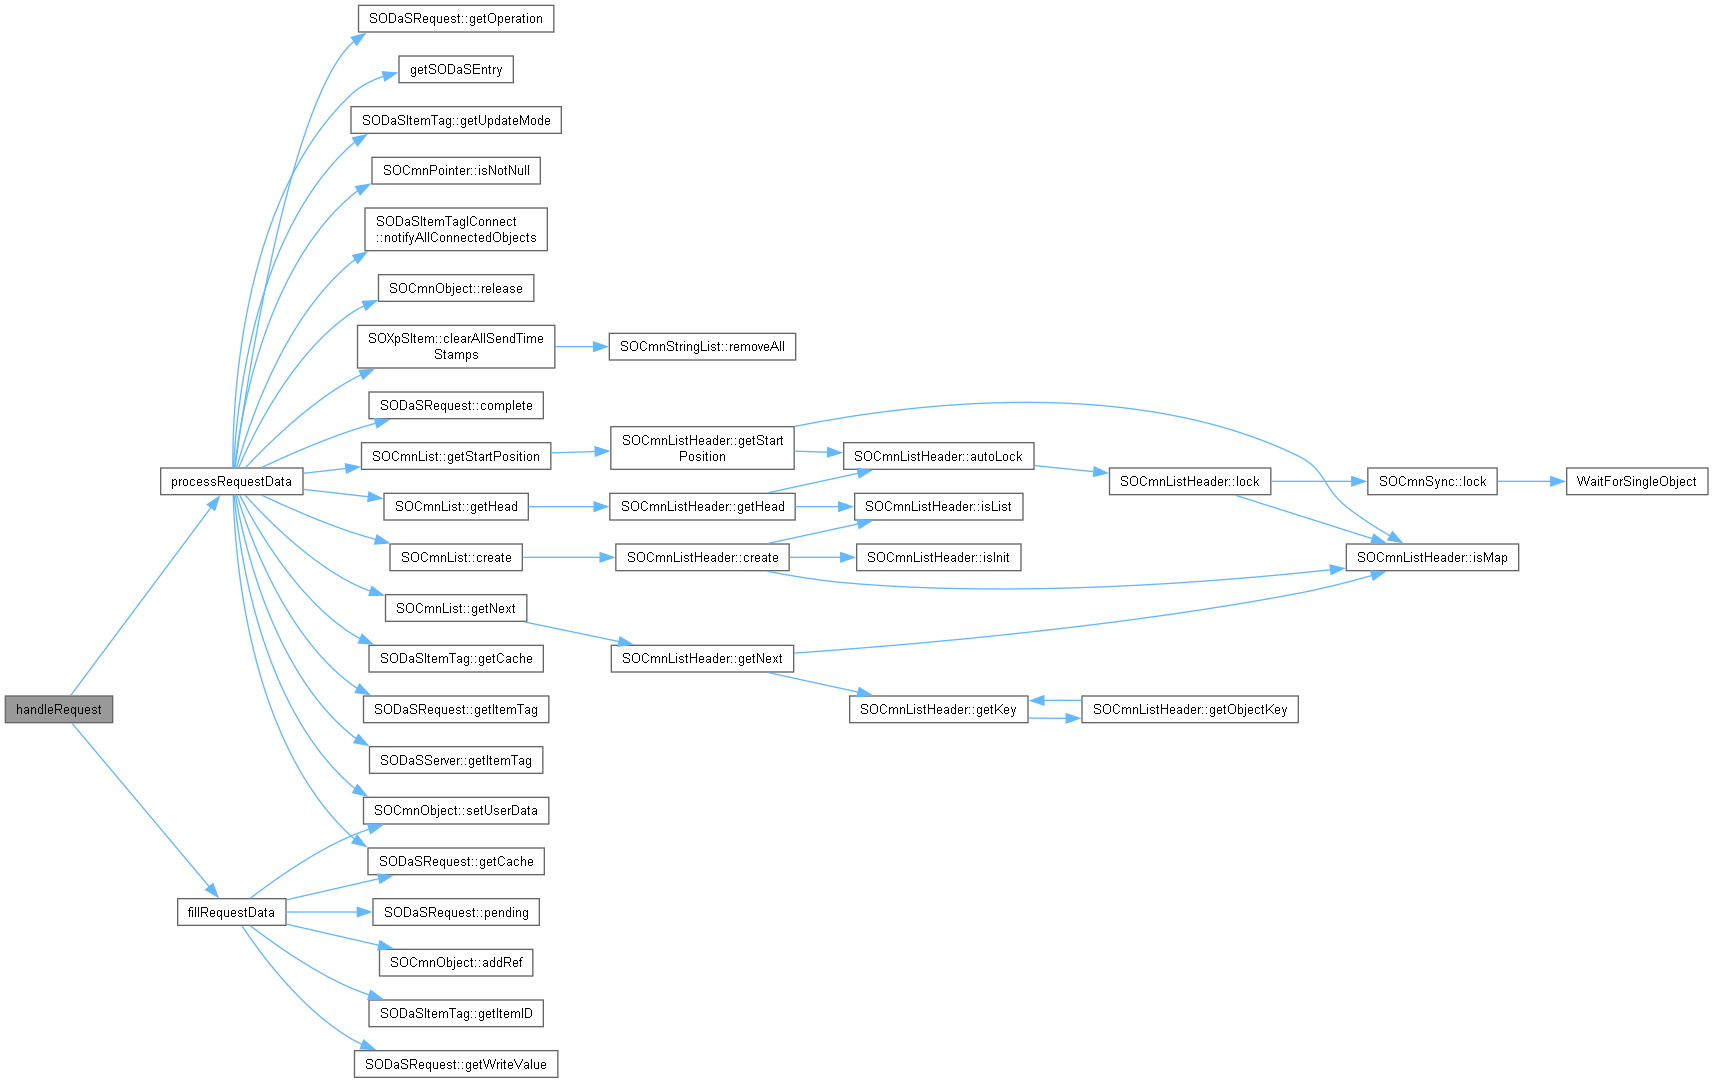 SODaSRequest::getOperation
getSODaSEntry
SODaSItemTag::getUpdateMode
SOCmnPointer::isNotNull
SODaSItemTagIConnect
::notifyAllConnectedObjects
SOCmnObject::release
SOXpSItem::clearAllSendTime
Stamps
SOCmnStringList::removeAll
SODaSRequest::complete
SOCmnList::getStartPosition
SOCmnListHeader::getStart
Position
SOCmnListHeader::autoLock
processRequestData
SOCmnListHeader::lock
SOCmnSync::lock
WaitForSingleObject
SOCmnList::getHead
SOCmnListHeader::getHead
SOCmnListHeader::isList
SOCmnList::create
SOCmnListHeader::create
SOCmnListHeader::isInit
SOCmnListHeader::isMap
SOCmnList::getNext
SODaSItemTag::getCache
SOCmnListHeader::getNext
handleRequest
SODaSRequest::getItemTag
SOCmnListHeader::getKey
SOCmnListHeader::getObjectKey
SODaSServer::getItemTag
SOCmnObject::setUserData
SODaSRequest::getCache
fillRequestData
SODaSRequest::pending
SOCmnObject::addRef
SODaSItemTag::getItemID
SODaSRequest::getWriteValue